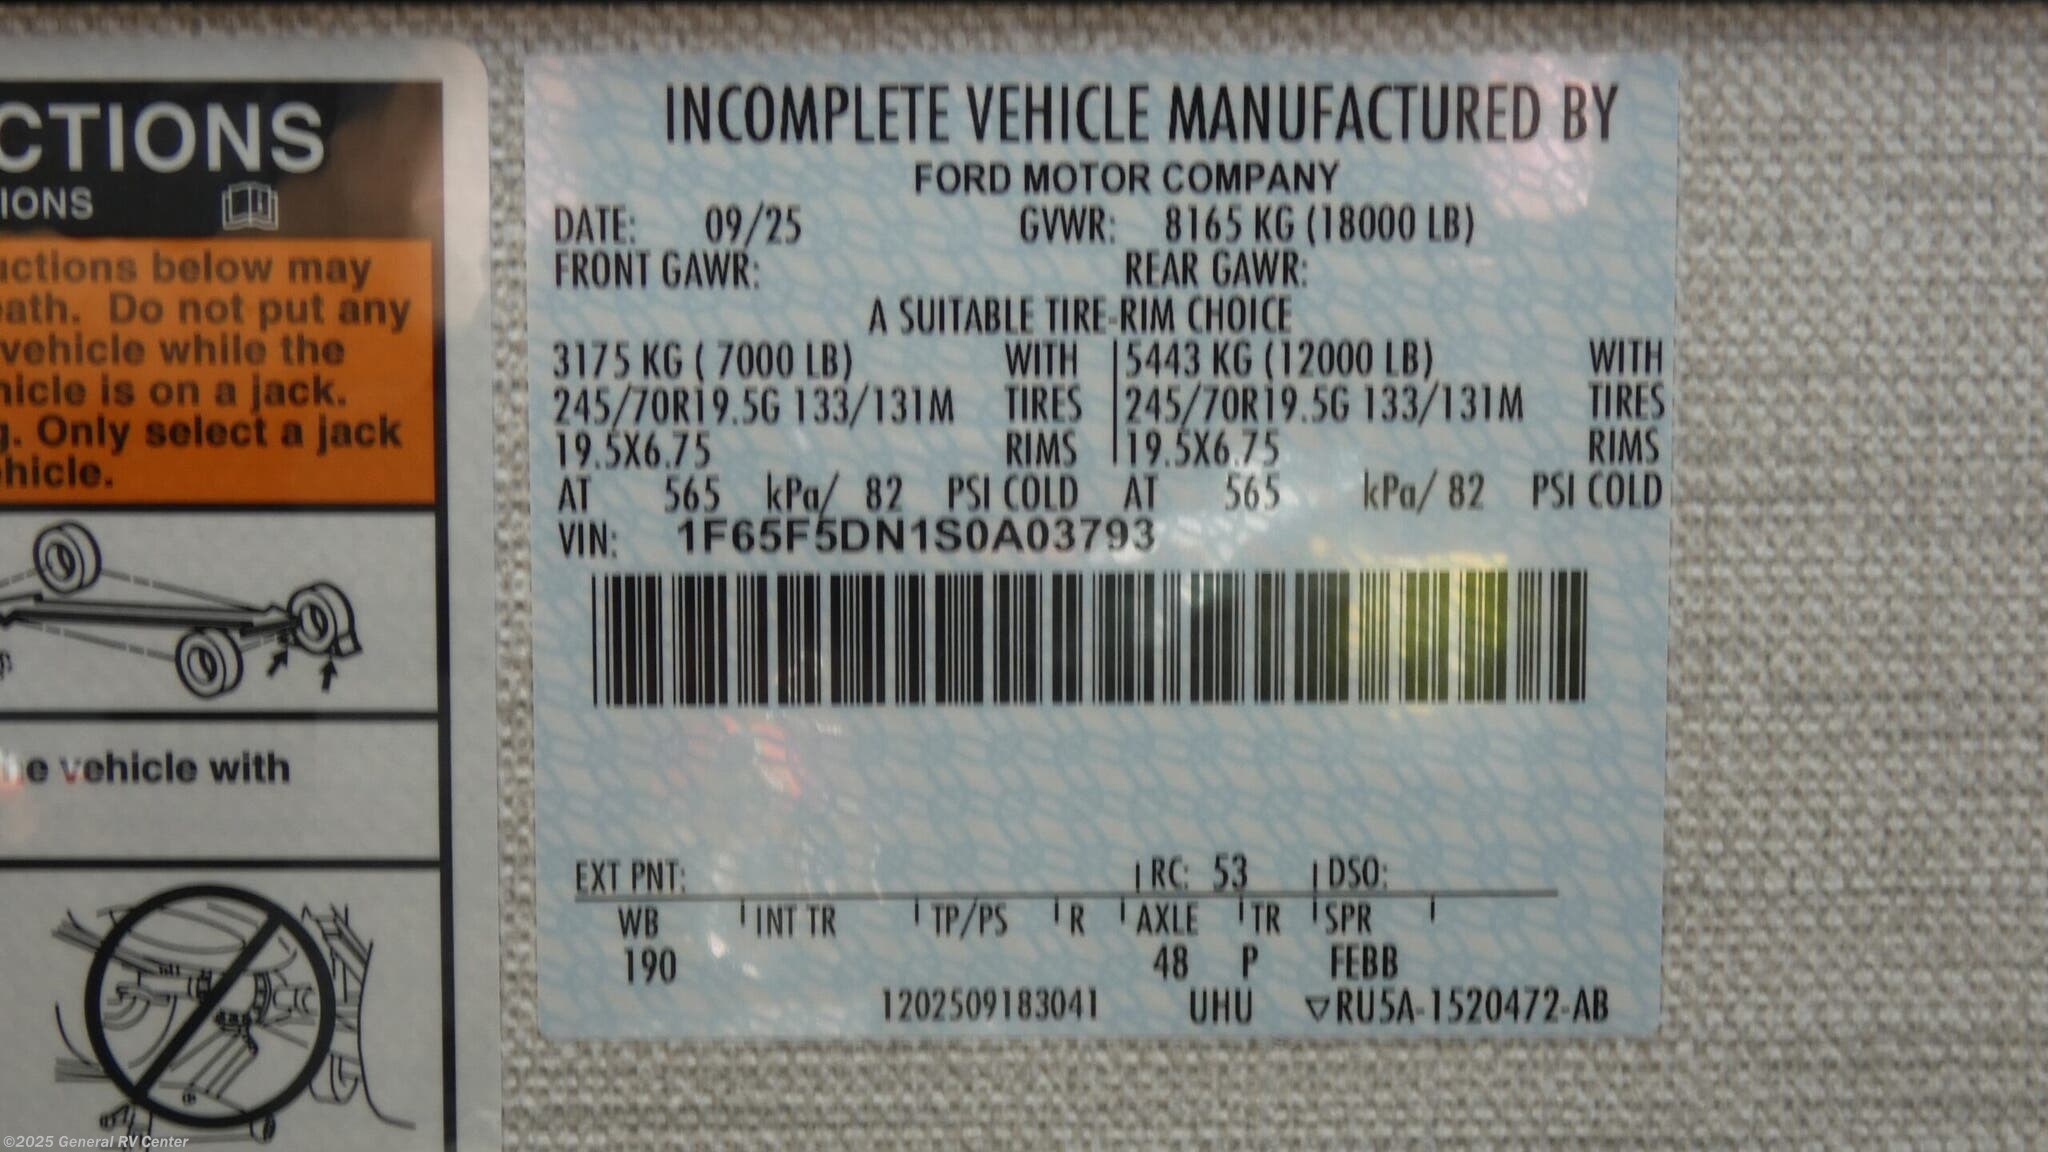 CTIONS
IONS
uctions below may
eath. Do not put any
vehicle while the
hicle is on a jack.
g. Only select a jack
ehicle.
e vehicle with
INCOMPLETE VEHICLE MANUFACTURED BY
FORD MOTOR COMPANY
DATE: 09/25 GVWR: 8165 KG (18000 LB)
FRONT GAWR: REAR GAWR:
A SUITABLE TIRE-RIM CHOICE
3175 KG ( 7000 LB) WITH 5443 KG (12000 LB) WITH
245/70R19.5G 133/131M TIRES 245/70R19.5G 133/131M TIRES
19.5X6.75 RIMS 19.5X6.75 RIMS
AT 565 kPa/ 82 PSI COLD AT 565 kPa/ 82 PSI COLD
VIN: 1F65F5DN1S0A03793
EXT PNT: RC: 53 DSO:
WB INT TR TP/PS R AXLE TR SPR
190 48 P FEBB
1202509183041 UHU ▽RU5A-1520472-AB
©2025 General RV Center